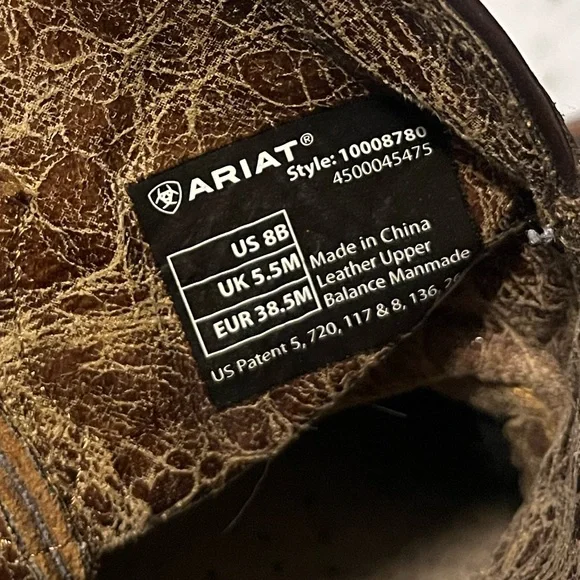 ARIAT®
Style: 10008780
4500045475
US 8B
UK 5.5M
EUR 38.5M
Made in China
Leather Upper
Balance Manmade
US Patent 5, 720, 117 & 8, 136,